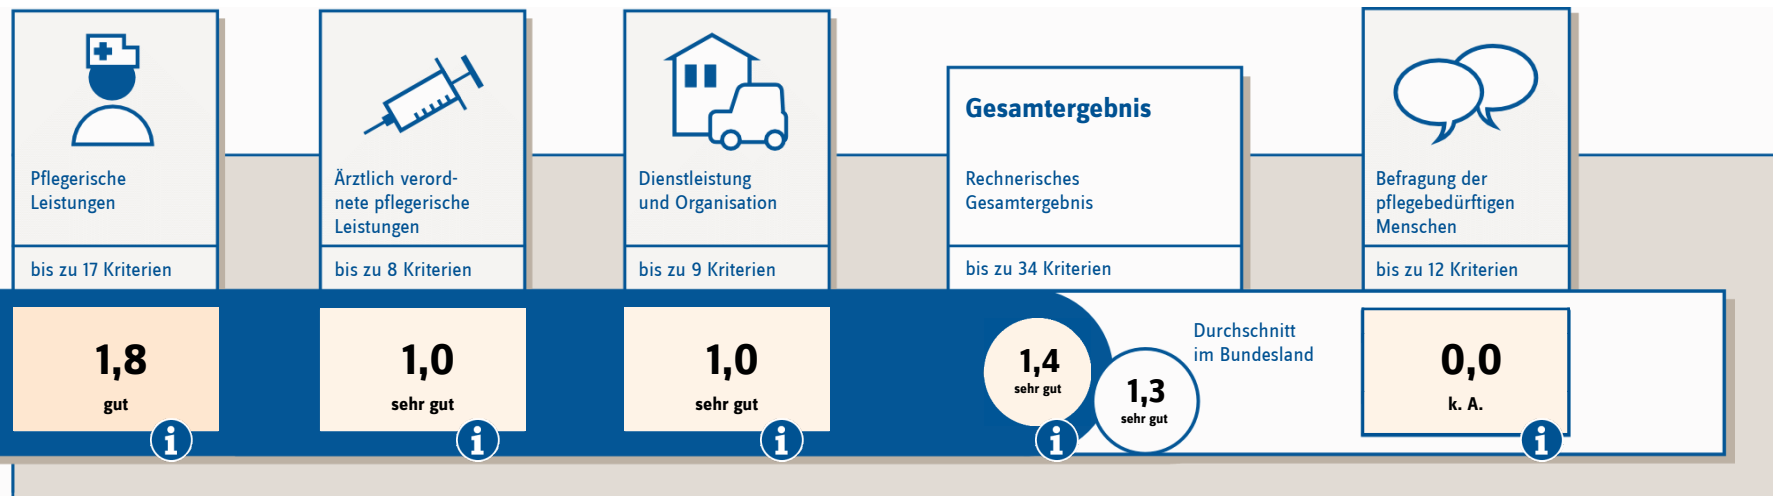 Pflegerische
Leistungen
bis zu 17 Kriterien
1,8
gut
Ärztlich verord-
nete pflegerische
Leistungen
bis zu 8 Kriterien
1,0
sehr gut
Dienstleistung
und Organisation
bis zu 9 Kriterien
1,0
sehr gut
Gesamtergebnis
Rechnerisches
Gesamtergebnis
bis zu 34 Kriterien
1,4
sehr gut
Durchschnitt
im Bundesland
1,3
sehr gut
Befragung der
pflegebedürftigen
Menschen
bis zu 12 Kriterien
0,0
k. A.